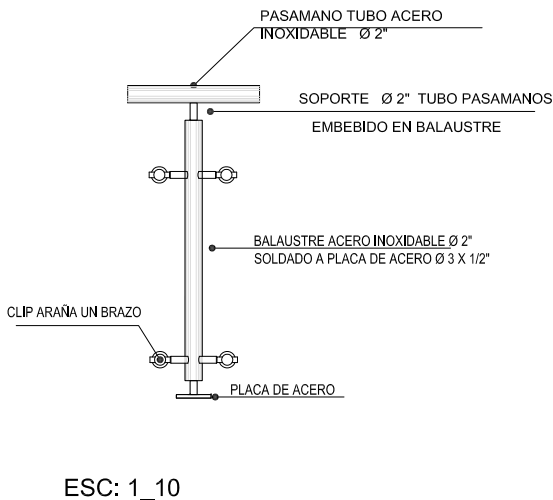 PASAMANO TUBO ACERO
INOXIDABLE Ø 2"
SOPORTE Ø 2" TUBO PASAMANOS
EMBEBIDO EN BALAUSTRE
BALAUSTRE ACERO INOXIDABLE Ø 2"
SOLDADO A PLACA DE ACERO Ø 3 X 1/2"
CLIP ARAÑA UN BRAZO
PLACA DE ACERO
ESC: 1_10